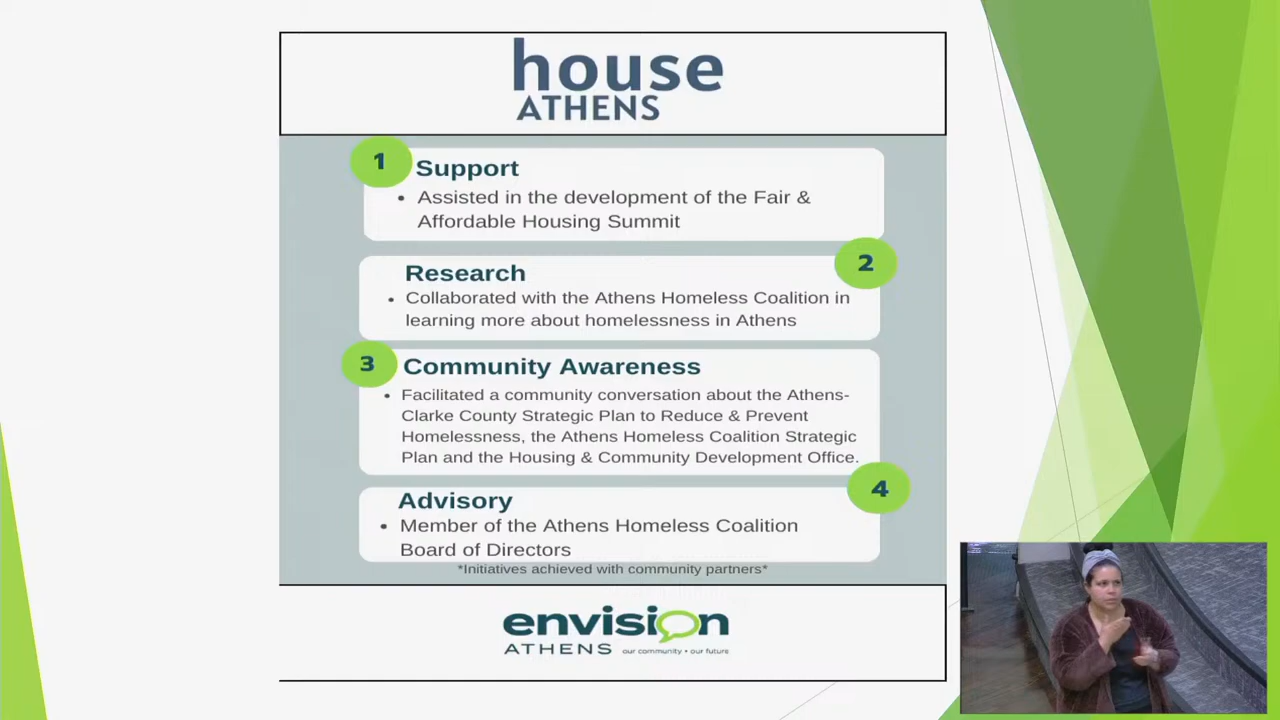 house
ATHENS
1
Support
• Assisted in the development of the Fair &
Affordable Housing Summit
2
Research
• Collaborated with the Athens Homeless Coalition in
learning more about homelessness in Athens
3
Community Awareness
• Facilitated a community conversation about the Athens-
Clarke County Strategic Plan to Reduce & Prevent
Homelessness, the Athens Homeless Coalition Strategic
Plan and the Housing & Community Development Office.
4
Advisory
• Member of the Athens Homeless Coalition
Board of Directors
*Initiatives achieved with community partners*
envision
ATHENS our community • our future